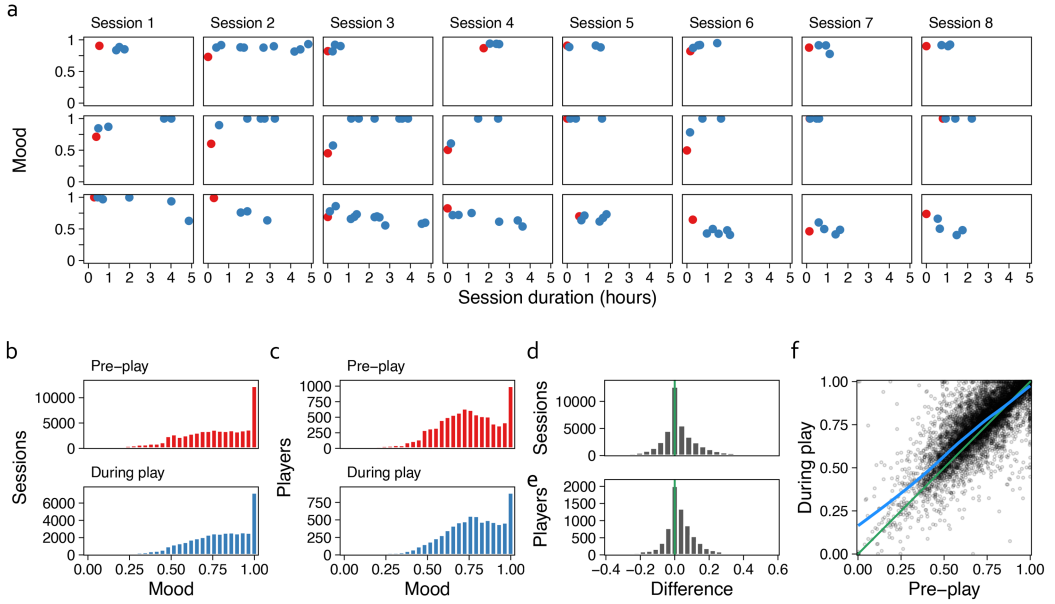 a
Session 1 Session 2 Session 3 Session 4 Session 5 Session 6 Session 7 Session 8
1
0.5
0
1
0.5
0
1
0.5
0
Mood
0 1 2 3 4 5 0 1 2 3 4 5 0 1 2 3 4 5 0 1 2 3 4 5 0 1 2 3 4 5 0 1 2 3 4 5 0 1 2 3 4 5 0 1 2 3 4 5
Session duration (hours)
b
Pre−play
10000
5000
0
During play
6000
4000
2000
0
Sessions
0.00 0.25 0.50 0.75 1.00
Mood
c
Pre−play
1000
750
500
250
0
During play
750
500
250
0
Players
0.00 0.25 0.50 0.75 1.00
Mood
d
Sessions
10000
5000
0
e
Players
2000
1500
1000
500
0
−0.4 −0.2 0.0 0.2 0.4 0.6
Difference
f
During play
1.00
0.75
0.50
0.25
0.00
0.00 0.25 0.50 0.75 1.00
Pre−play